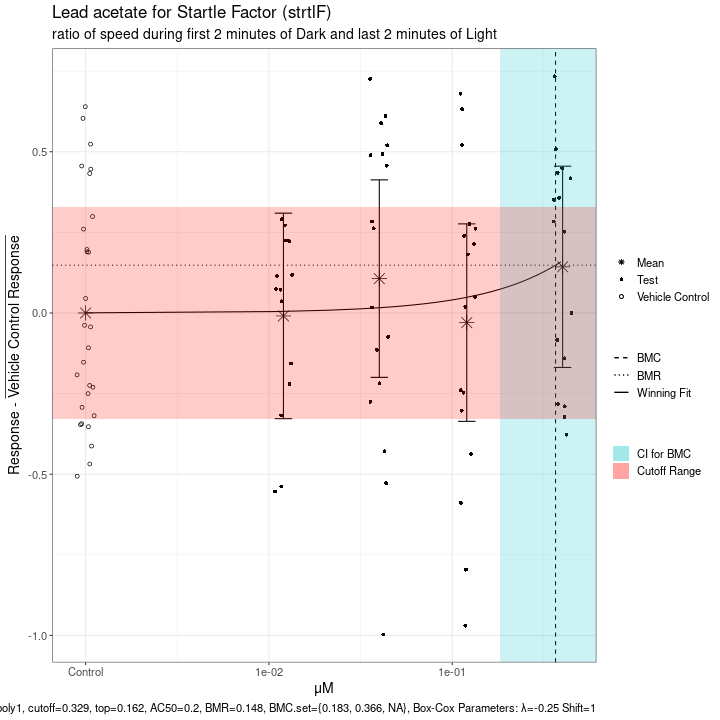 Lead acetate for Startle Factor (strtlF)
ratio of speed during first 2 minutes of Dark and last 2 minutes of Light
Response - Vehicle Control Response
0.5
0.0
-0.5
-1.0
Control
1e-02
1e-01
μM
Mean
Test
Vehicle Control
BMC
BMR
Winning Fit
CI for BMC
Cutoff Range
poly1, cutoff=0.329, top=0.162, AC50=0.2, BMR=0.148, BMC.set={0.183, 0.366, NA}, Box-Cox Parameters: λ=-0.25 Shift=1